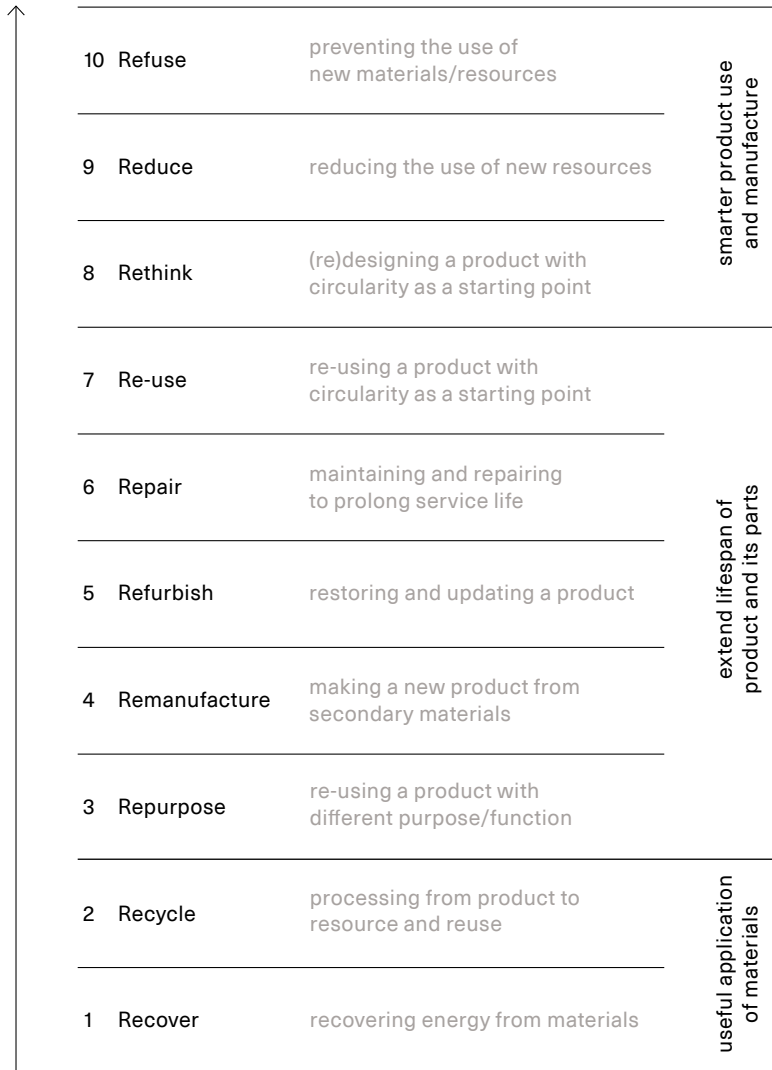 10 Refuse
preventing the use of
new materials/resources
9 Reduce
reducing the use of new resources
8 Rethink
(re)designing a product with
circularity as a starting point
smarter product use
and manufacture
7 Re-use
re-using a product with
circularity as a starting point
6 Repair
maintaining and repairing
to prolong service life
5 Refurbish
restoring and updating a product
4 Remanufacture
making a new product from
secondary materials
3 Repurpose
re-using a product with
different purpose/function
extend lifespan of
product and its parts
2 Recycle
processing from product to
resource and reuse
1 Recover
recovering energy from materials
useful application
of materials